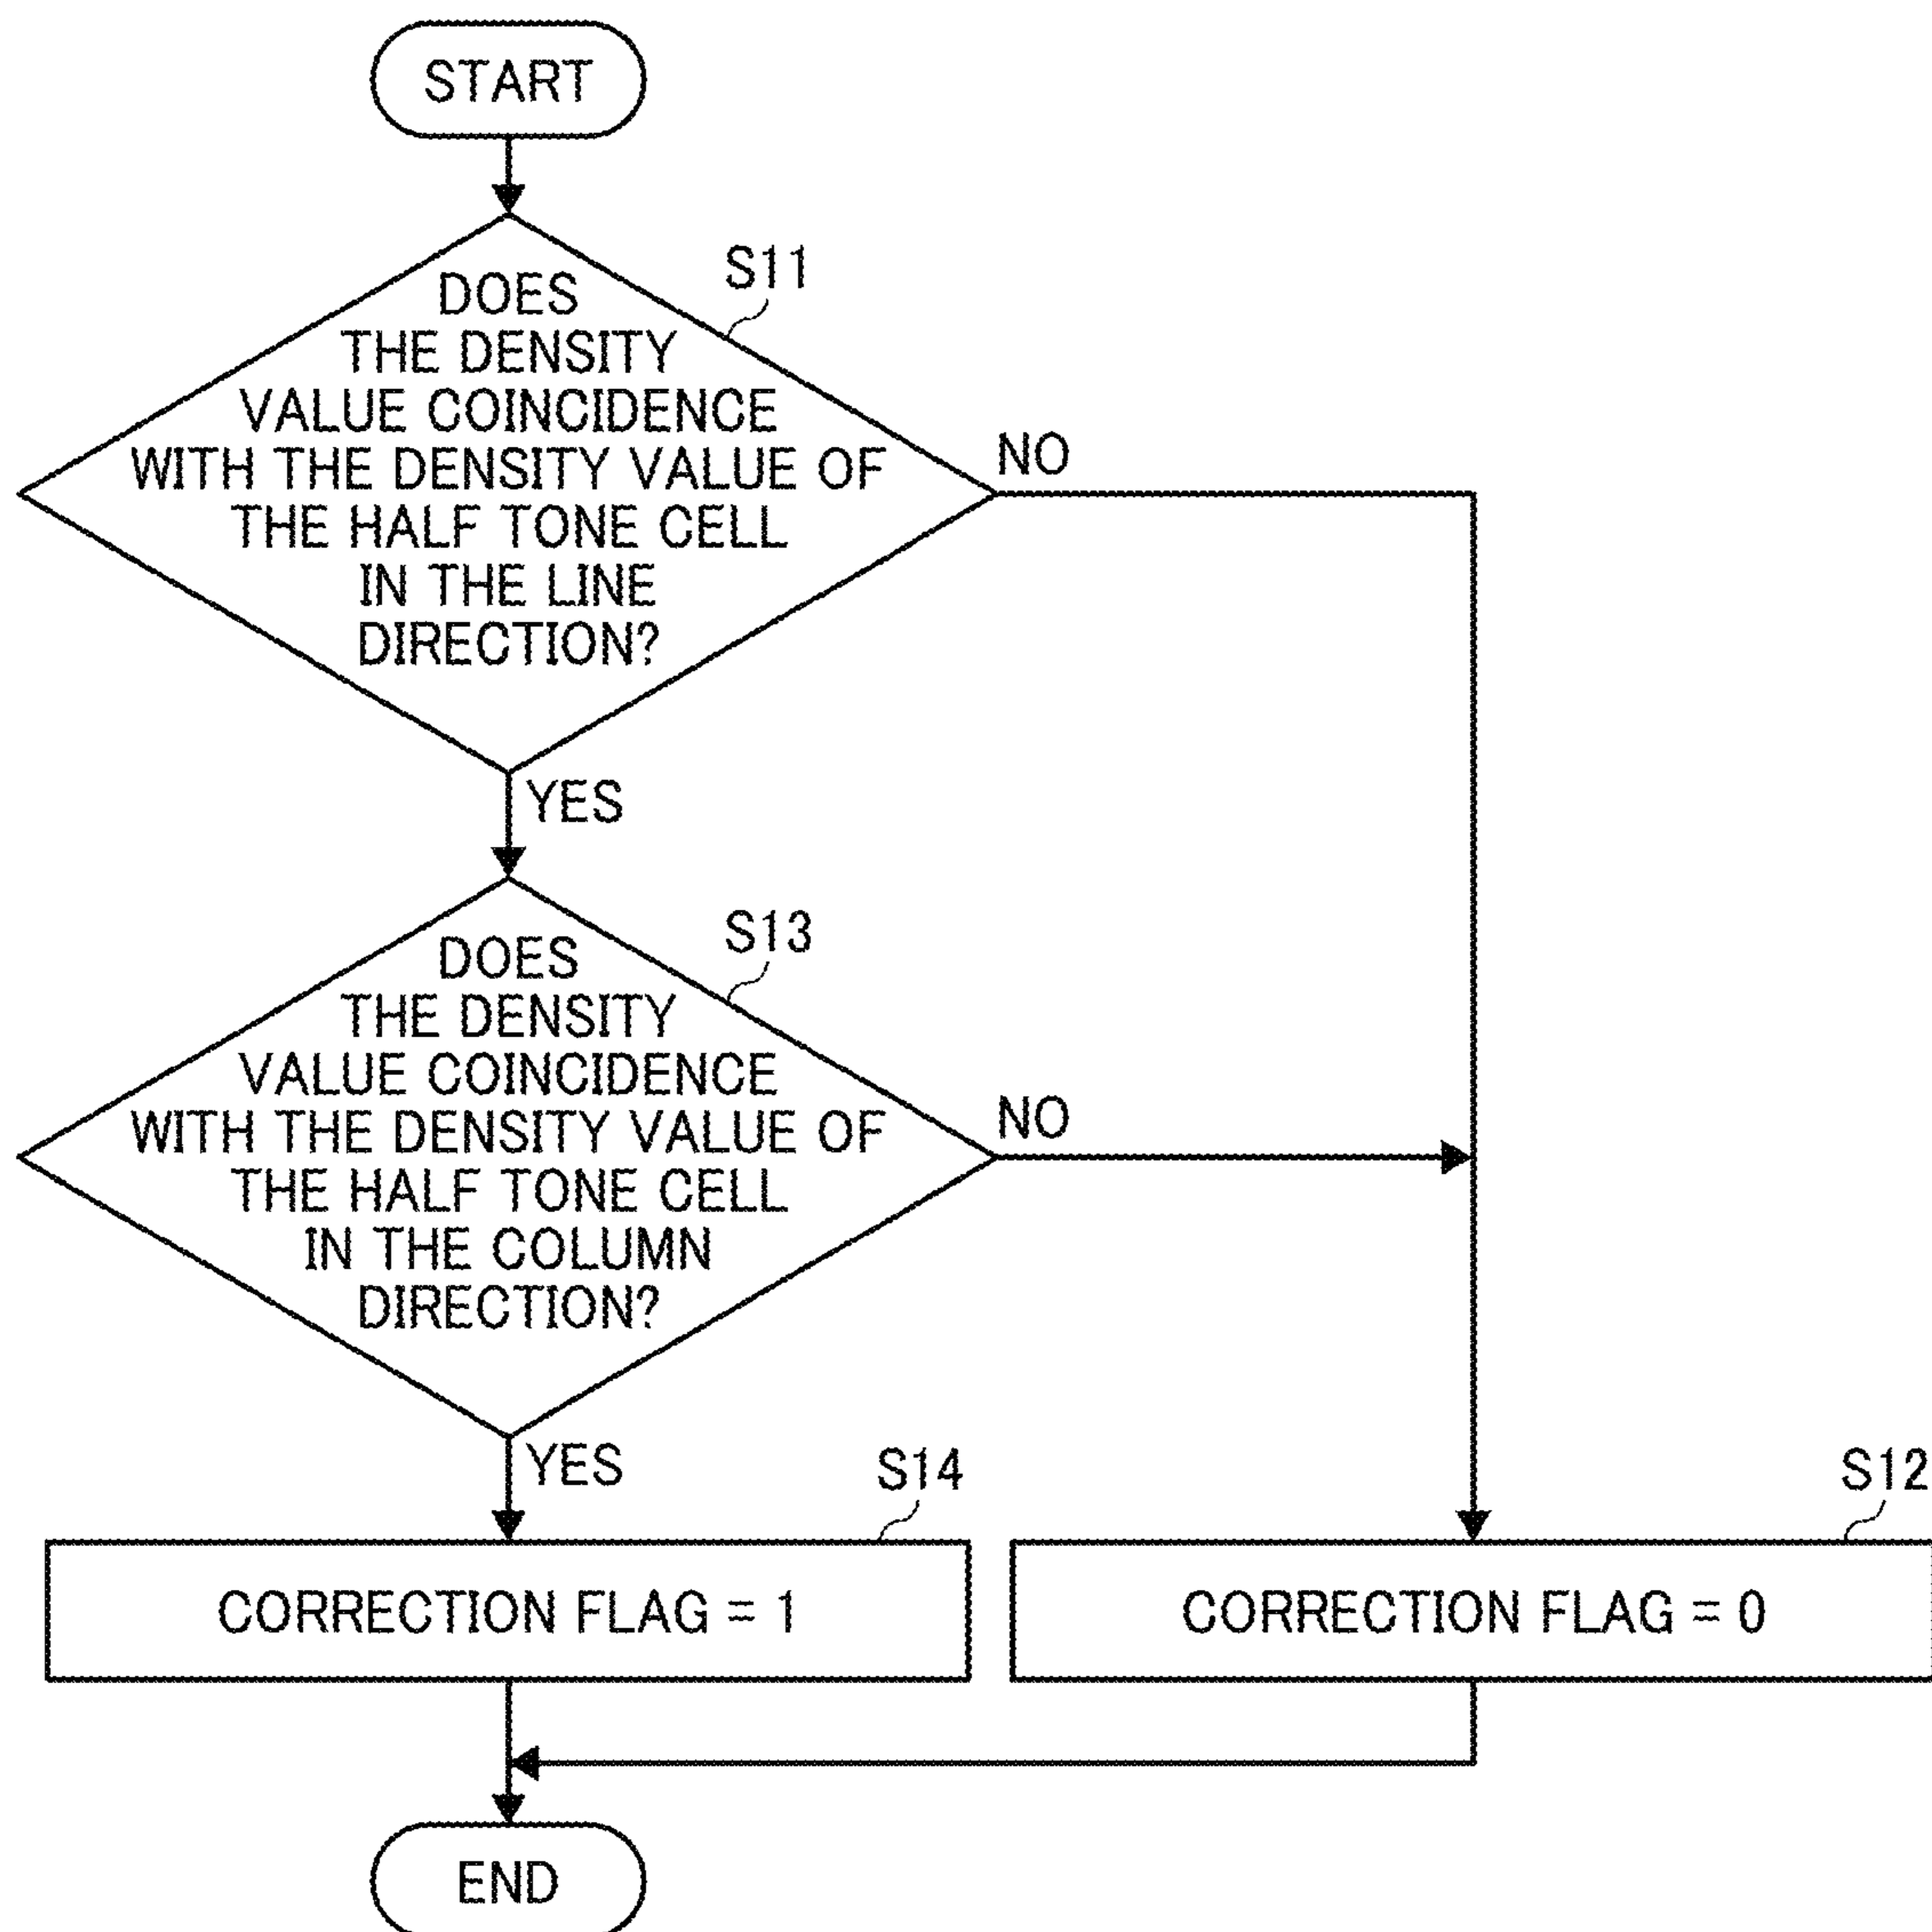 START
S11
DOES
THE DENSITY
VALUE COINCIDENCE
WITH THE DENSITY VALUE OF
THE HALF TONE CELL
IN THE LINE
DIRECTION?
NO
YES
S13
DOES
THE DENSITY
VALUE COINCIDENCE
WITH THE DENSITY VALUE OF
THE HALF TONE CELL
IN THE COLUMN
DIRECTION?
NO
YES
S14
CORRECTION FLAG = 1
S12
CORRECTION FLAG = 0
END